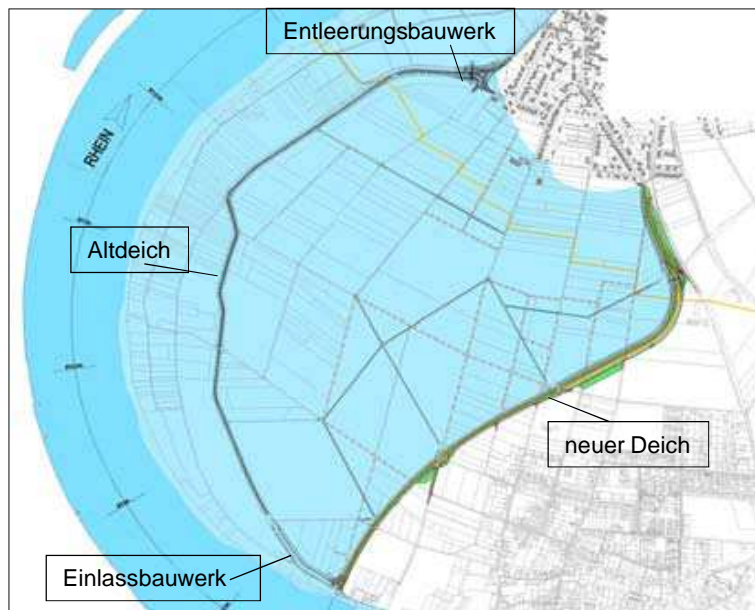 Entleerungsbauwerk
RHEIN
Altdeich
neuer Deich
Einlassbauwerk